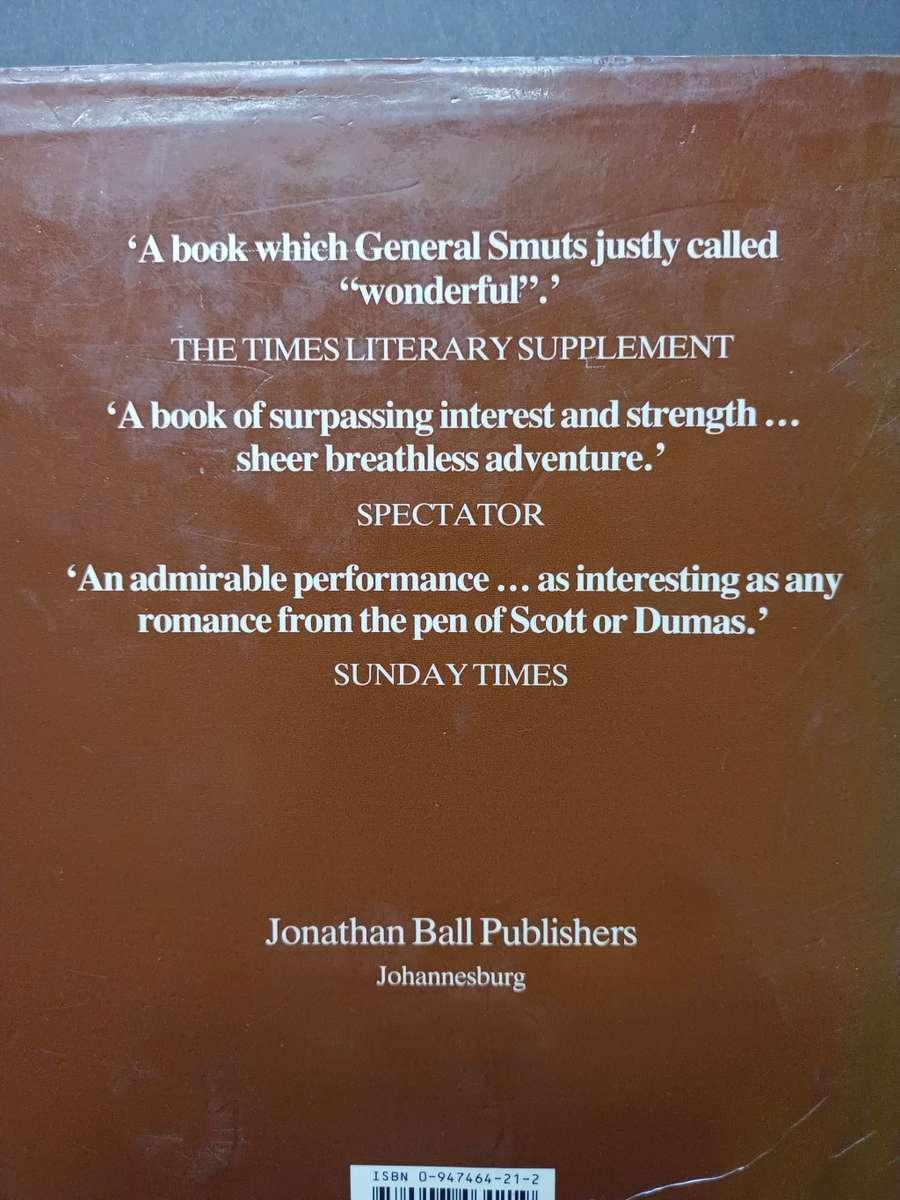 ‘A book which General Smuts justly called
“wonderful”.’
THE TIMES LITERARY SUPPLEMENT
‘A book of surpassing interest and strength ...
sheer breathless adventure.’
SPECTATOR
‘An admirable performance ... as interesting as any
romance from the pen of Scott or Dumas.’
SUNDAY TIMES
Jonathan Ball Publishers
Johannesburg
ISBN 0-947464-21-2